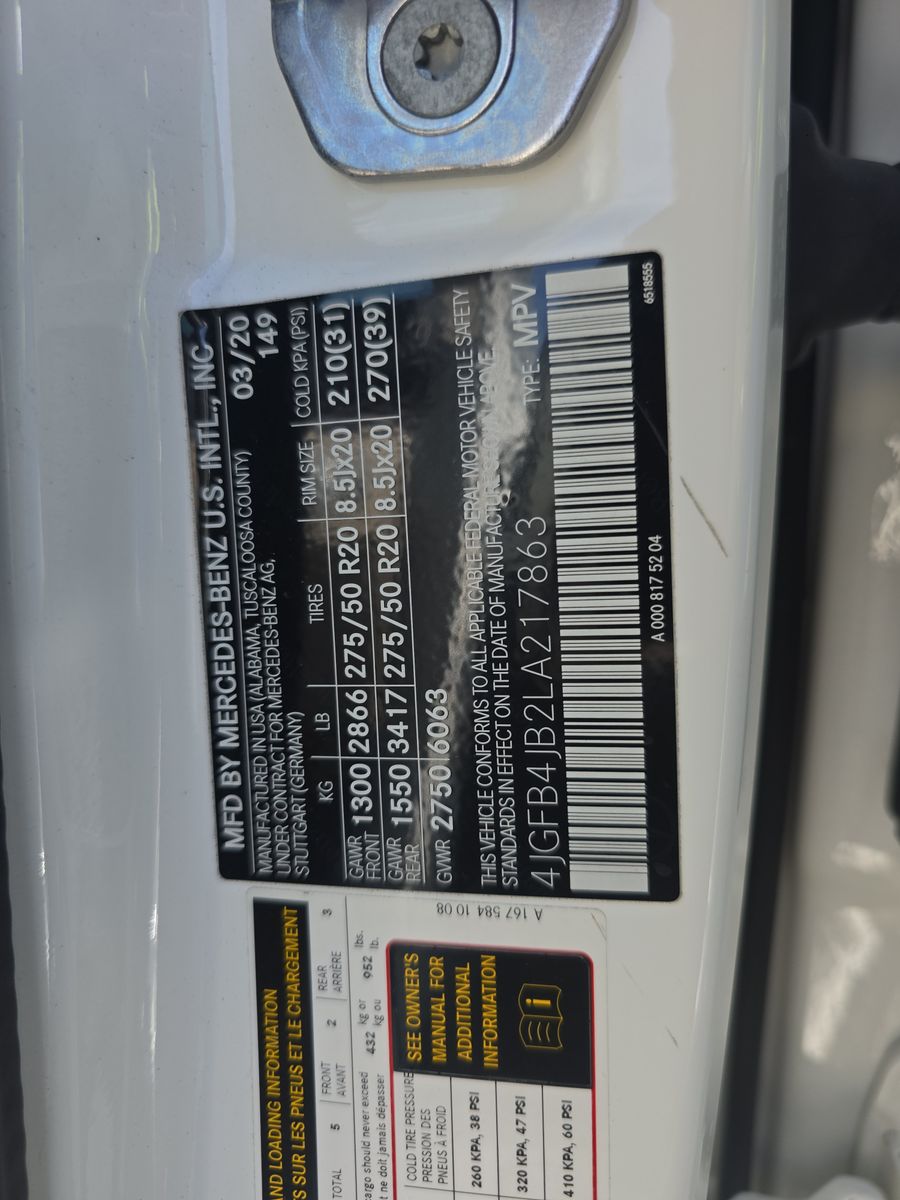 MFD BY MERCEDES-BENZ U.S. INTL., INC
MANUFACTURED IN USA (ALABAMA, TUSCALOOSA COUNTY) 03/20
UNDER CONTRACT FOR MERCEDES-BENZ AG, 149
STUTTGART (GERMANY)
KG LB TIRES RIM SIZE COLD KPA (PSI)
GAWR FRONT 1300 2866 275/50 R20 8.5Jx20 210(31)
GAWR REAR 1550 3417 275/50 R20 8.5Jx20 270(39)
GVWR 2750 6063
THIS VEHICLE CONFORMS TO ALL APPLICABLE FEDERAL MOTOR VEHICLE SAFETY
STANDARDS IN EFFECT ON THE DATE OF MANUFACTURE SHOWN ABOVE.
4JGFB4JB2LA217863 TYPE: MPV
A 000 817 52 04
6518555
AND LOADING INFORMATION
S SUR LES PNEUS ET LE CHARGEMENT
TOTAL 5 FRONT AVANT 2 REAR ARRIÈRE 3
cargo should never exceed 432 kg or 952 lbs.
t ne doit jamais dépasser kg ou lb.
COLD TIRE PRESSURE
PRESSION DES
PNEUS À FROID
260 KPA, 38 PSI
320 KPA, 47 PSI
410 KPA, 60 PSI
SEE OWNER'S
MANUAL FOR
ADDITIONAL
INFORMATION
A 167 584 10 08